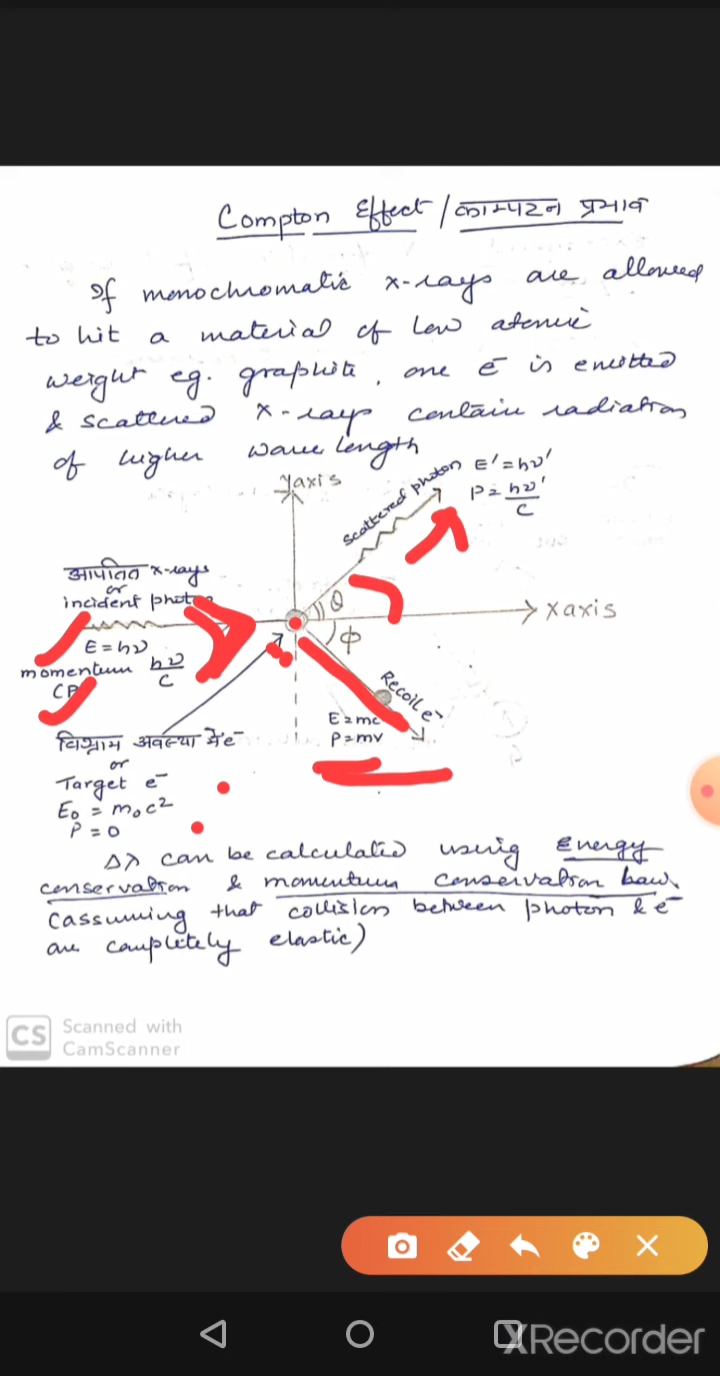 Compton Effect / काम्पटन प्रभाव
If monochromatic x-rays are allowed
to hit a material of low atomic
weight eg. graphite, one e⁻ is emitted
& scattered x-rays contain radiation
of higher wave length
Yaxis
Scattered photon
E' = hν'
P = hν'/c
आपतित x-rays
or
incident photon
θ
X axis
E = hν
ϕ
momentum hν/c
(P)
Recoil e⁻
E = mc
P = mv
विश्राम अवस्था में e⁻
or
Target e⁻
E₀ = m₀c²
P = 0
Δλ can be calculated using Energy
conservation & momentum conservation law.
(assuming that collision between photon & e⁻
are completely elastic)
CS Scanned with
CamScanner
XRecorder